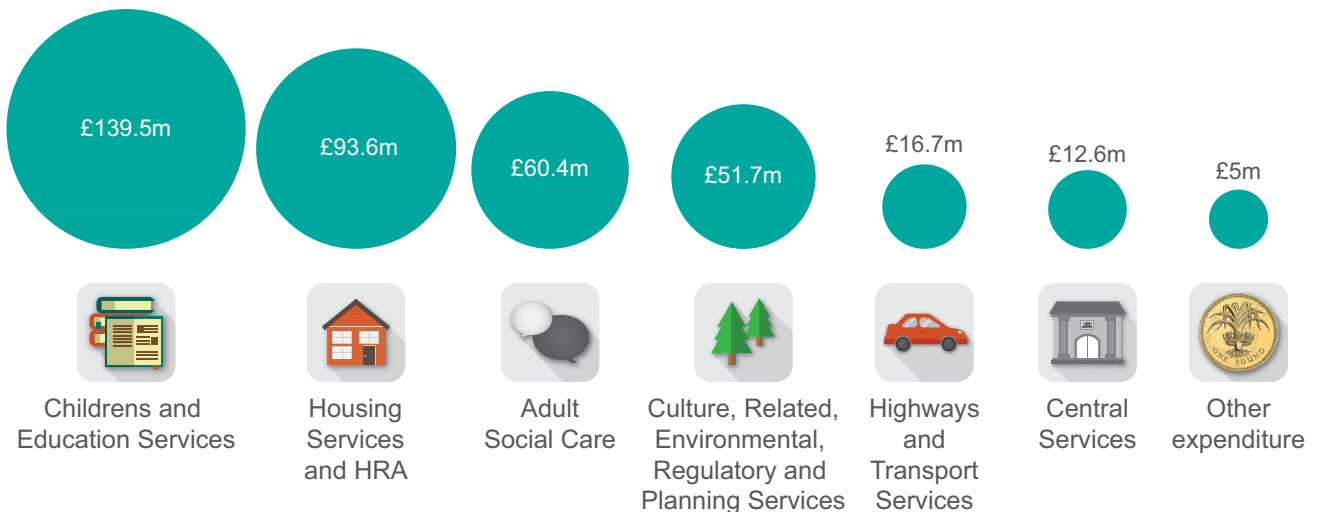 £139.5m
£93.6m
£60.4m
£51.7m
£16.7m
£12.6m
£5m
ONE POUND
Childrens and
Education Services
Housing
Services
and HRA
Adult
Social Care
Culture, Related,
Environmental,
Regulatory and
Planning Services
Highways
and
Transport
Services
Central
Services
Other
expenditure